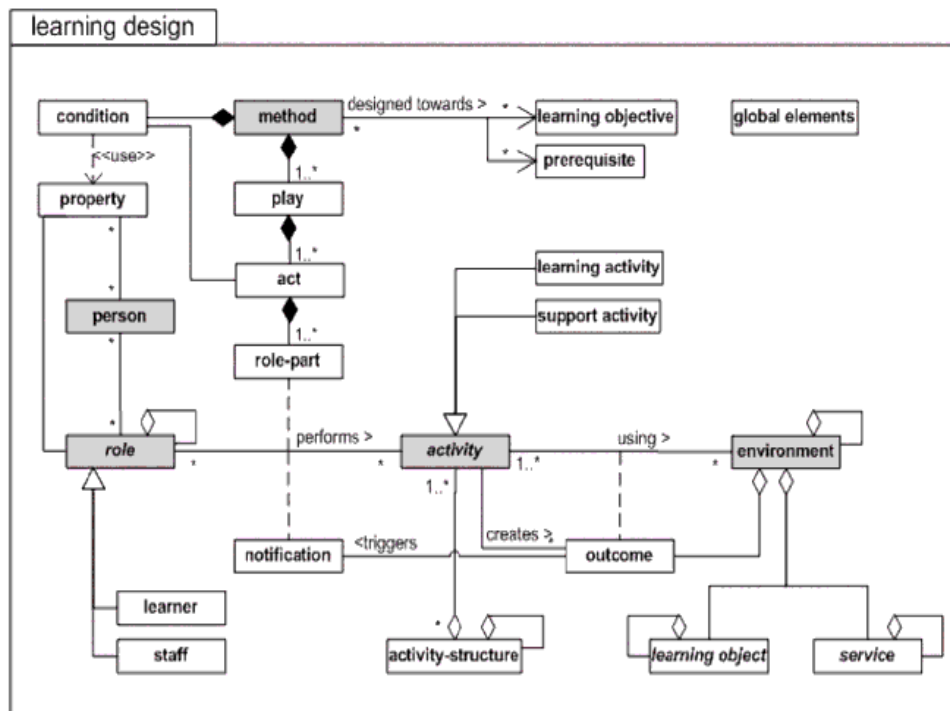 learning design
condition
method
designed towards >
*
*
learning objective
global elements
<<use>>
*
prerequisite
1..*
property
play
*
1..*
act
learning activity
*
person
support activity
*
1..*
role-part
*
role
performs >
activity
using >
environment
*
*
1..*
*
1..*
notification
<triggers
creates >
*
outcome
learner
*
staff
activity-structure
learning object
service